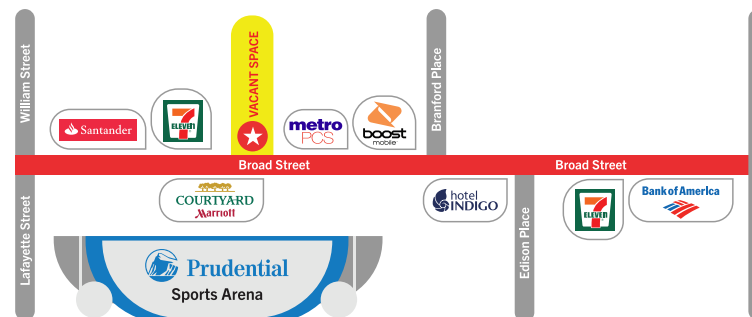 William Street
Santander
7
ELEVEn
VACANT SPACE
metro
PCS
boost
mobile
Branford Place
Broad Street
Broad Street
Lafayette Street
COURTYARD
Marriott
hotel
INDIGO
Edison Place
7
ELEVEn
Bank of America
Prudential
Sports Arena